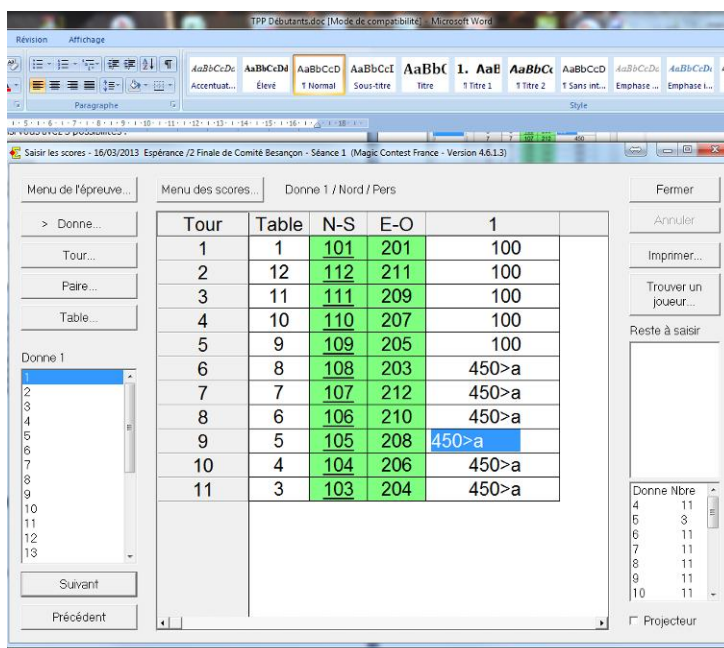 TPP Débutants.doc [Mode de compatibilité] - Microsoft Word
Révision Affichage
AaBbCcDc AaBbCcDd AaBbCcD AaBbCcI AaBb( 1. AaB AaBbCc AaBbCcD AaBbCcDc AaBbCcDc
Accentuat... Élevé ¶ Normal Sous-titre Titre ¶ Titre 1 ¶ Titre 2 ¶ Sans int... Emphase ... Emphase i...
Paragraphe Style
Saisir les scores - 16/03/2013 Espérance /2 Finale de Comité Besançon - Séance 1 (Magic Contest France - Version 4.6.1.3)
Menu de l'épreuve... Menu des scores... Donne 1 / Nord / Pers Fermer
> Donne... Annuler
Tour... Imprimer...
Paire... Trouver un joueur...
Table...
Reste à saisir
Donne 1
1
2
3
4
5
6
7
8
9
10
11
12
13
Suivant
Précédent
Tour Table N-S E-O 1
1 1 101 201 100
2 12 112 211 100
3 11 111 209 100
4 10 110 207 100
5 9 109 205 100
6 8 108 203 450>a
7 7 107 212 450>a
8 6 106 210 450>a
9 5 105 208 450>a
10 4 104 206 450>a
11 3 103 204 450>a
Donne Nbre
4 11
5 3
6 11
7 11
8 11
9 11
10 11
Projecteur